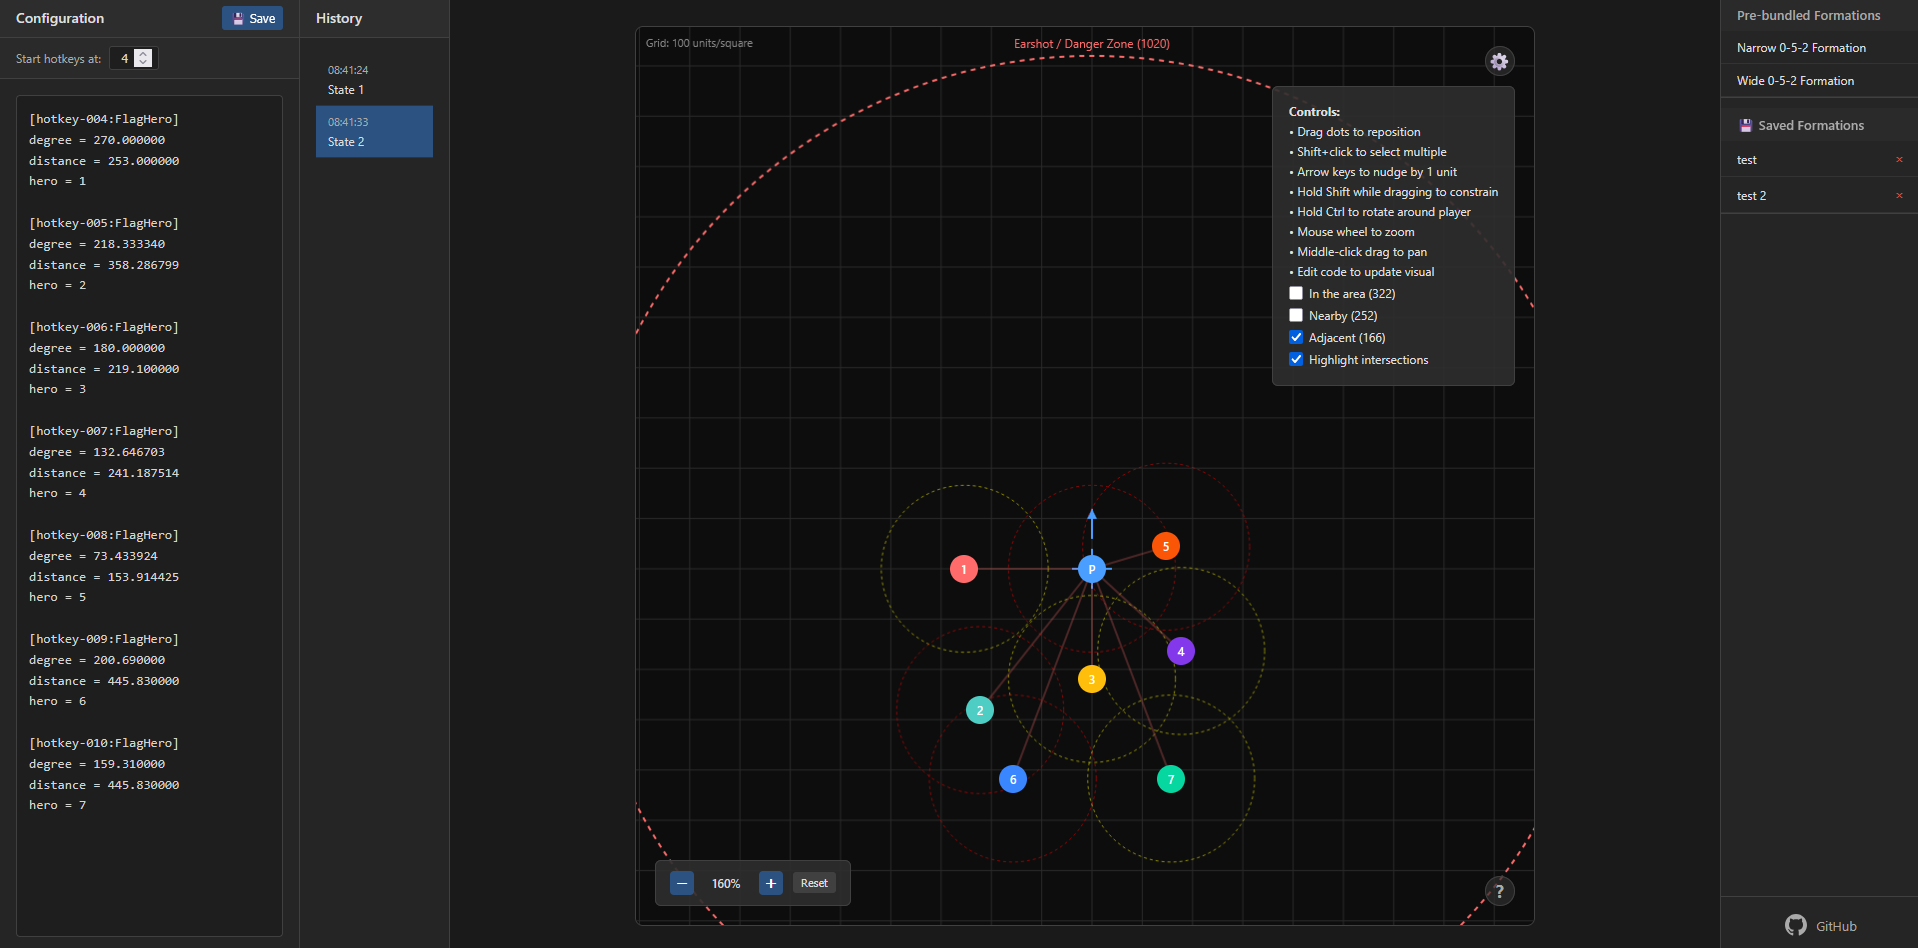 Configuration
Save
Start hotkeys at:
4
[hotkey-004:FlagHero]
degree = 270.000000
distance = 253.000000
hero = 1
[hotkey-005:FlagHero]
degree = 218.333340
distance = 358.286799
hero = 2
[hotkey-006:FlagHero]
degree = 180.000000
distance = 219.100000
hero = 3
[hotkey-007:FlagHero]
degree = 132.646703
distance = 241.187514
hero = 4
[hotkey-008:FlagHero]
degree = 73.433924
distance = 153.914425
hero = 5
[hotkey-009:FlagHero]
degree = 200.690000
distance = 445.830000
hero = 6
[hotkey-010:FlagHero]
degree = 159.310000
distance = 445.830000
hero = 7
History
08:41:24
State 1
08:41:33
State 2
Grid: 100 units/square
Earshot / Danger Zone (1020)
Controls:
• Drag dots to reposition
• Shift+click to select multiple
• Arrow keys to nudge by 1 unit
• Hold Shift while dragging to constrain
• Hold Ctrl to rotate around player
• Mouse wheel to zoom
• Middle-click drag to pan
• Edit code to update visual
In the area (322)
Nearby (252)
Adjacent (166)
Highlight intersections
5
1
P
4
3
2
6
7
− 160% + Reset
?
Pre-bundled Formations
Narrow 0-5-2 Formation
Wide 0-5-2 Formation
Saved Formations
test ×
test 2 ×
GitHub